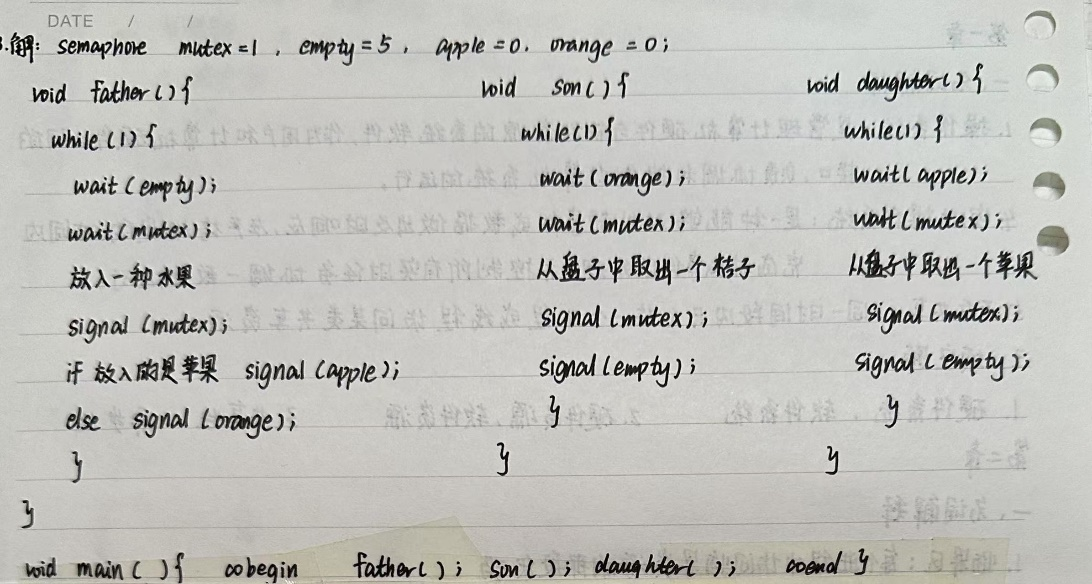 DATE / /
3.解: semaphore mutex=1, empty=5, apple=0, orange=0;
void father(){
while(1){
wait(empty);
wait(mutex);
放入一种水果
signal(mutex);
if 放入的是苹果 signal(apple);
else signal(orange);
}
}
void son(){
while(1){
wait(orange);
wait(mutex);
从盘子中取出一个桔子
signal(mutex);
signal(empty);
}
}
void daughter(){
while(1){
wait(apple);
wait(mutex);
从盘子中取出一个苹果
signal(mutex);
signal(empty);
}
}
void main(){ cobegin father(); son(); daughter(); coend }